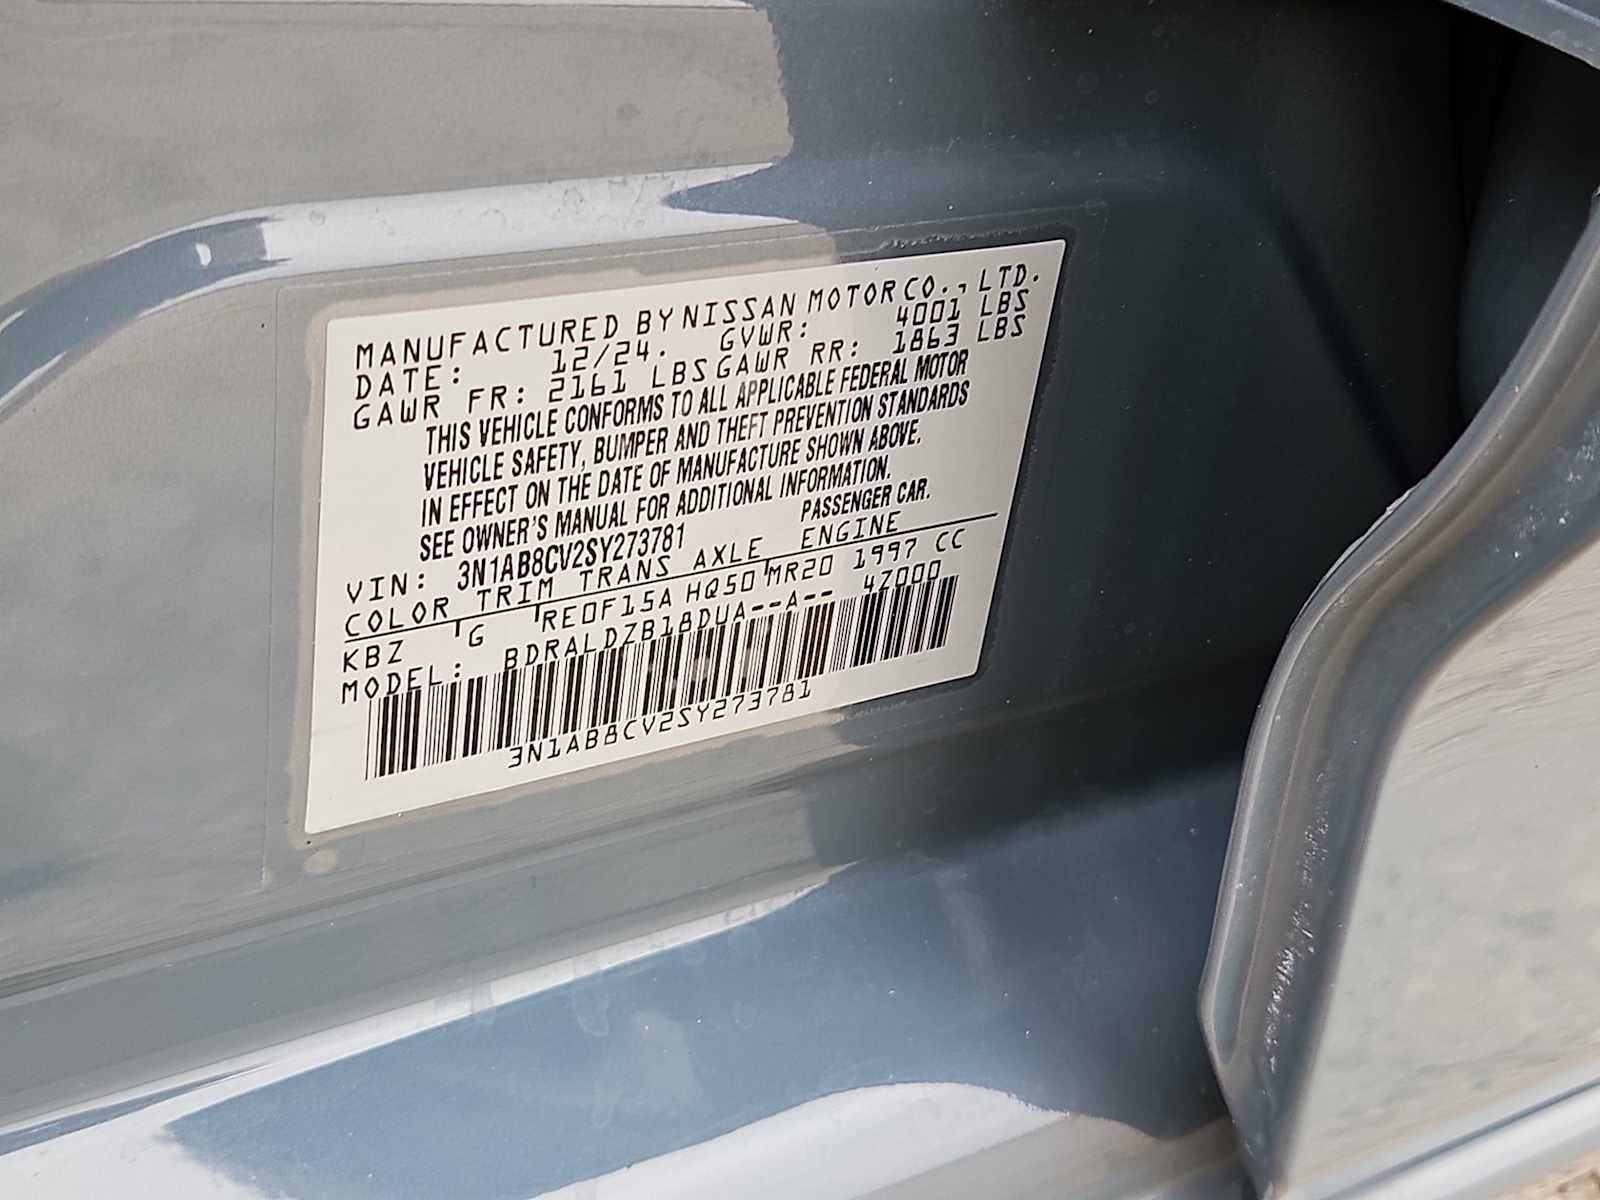 MANUFACTURED BY NISSAN MOTOR CO., LTD.
DATE: 12/24. GVWR: 4001 LBS
GAWR FR: 2161 LBS GAWR RR: 1863 LBS
THIS VEHICLE CONFORMS TO ALL APPLICABLE FEDERAL MOTOR
VEHICLE SAFETY, BUMPER AND THEFT PREVENTION STANDARDS
IN EFFECT ON THE DATE OF MANUFACTURE SHOWN ABOVE.
SEE OWNER'S MANUAL FOR ADDITIONAL INFORMATION.
VIN: 3N1AB8CV2SY273781 PASSENGER CAR.
COLOR TRIM TRANS AXLE ENGINE
KBZ G RE0F15A HQ50 MR20 1997 CC
MODEL: BDRALDZB18DUA--A-- 4Z000
3N1AB8CV2SY273781